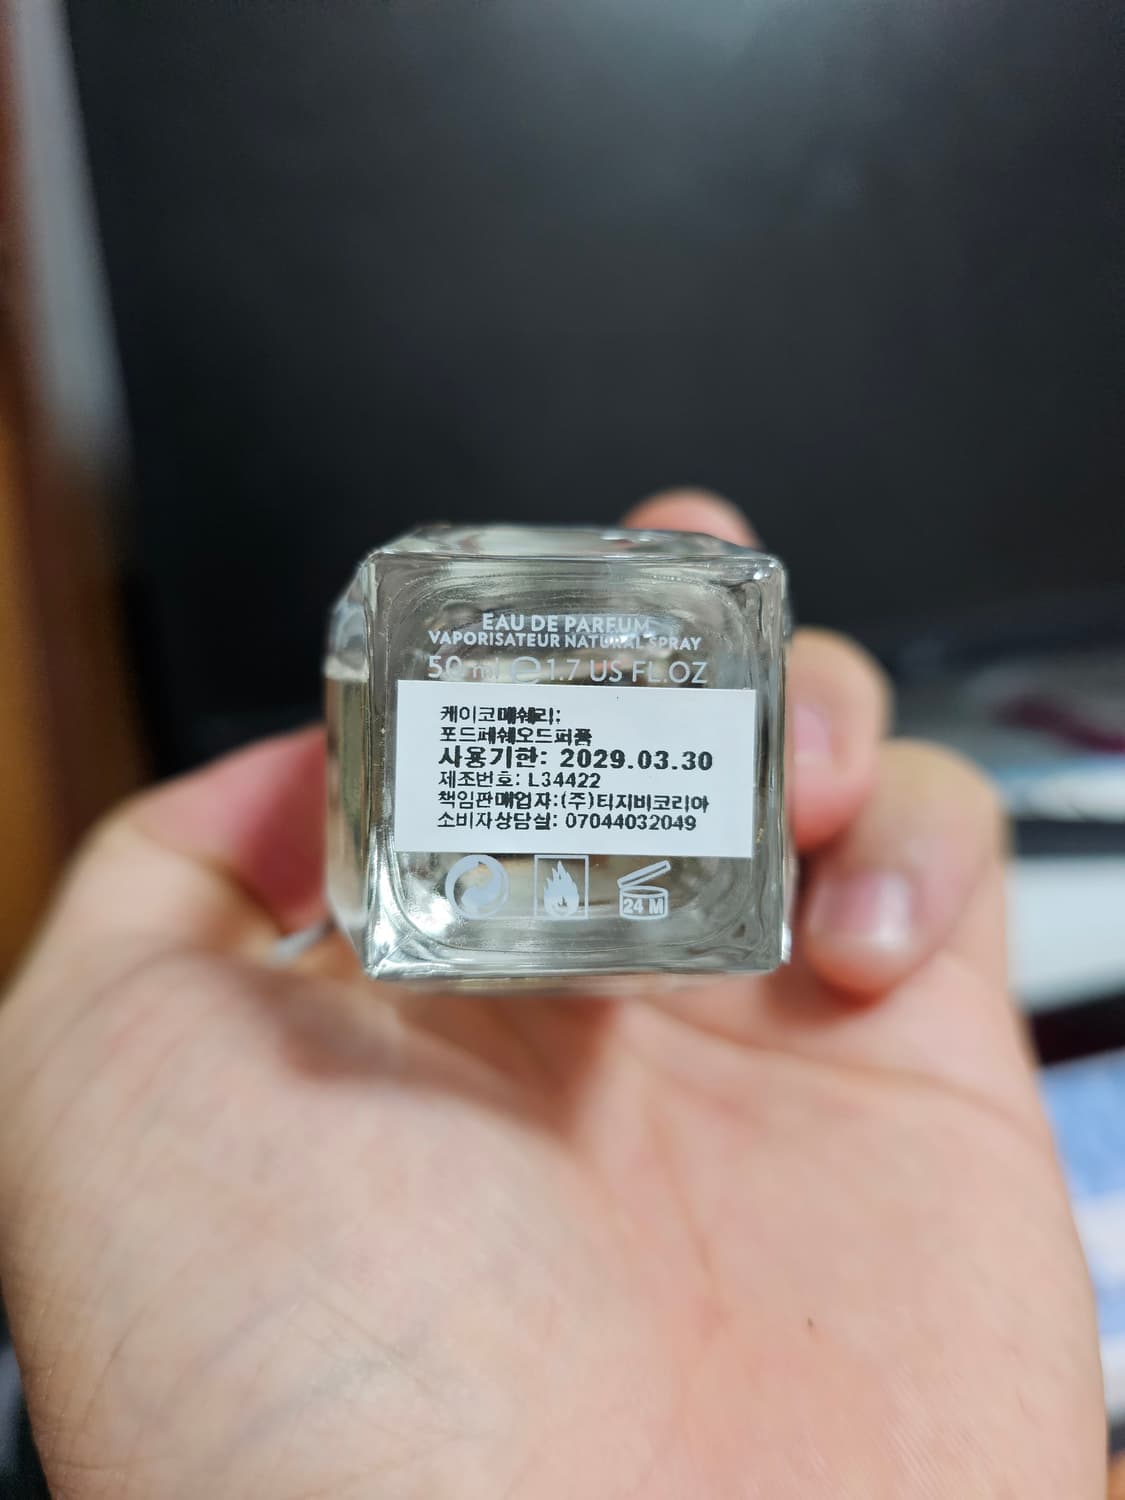 EAU DE PARFUM
VAPORISATEUR NATURAL SPRAY
50 ml ℮ 1.7 US FL.OZ
케이코매쉐리;
포드페쉐오드퍼퓸
사용기한: 2029.03.30
제조번호: L34422
책임판매업자:(주)티지비코리아
소비자상담실: 07044032049
24 M